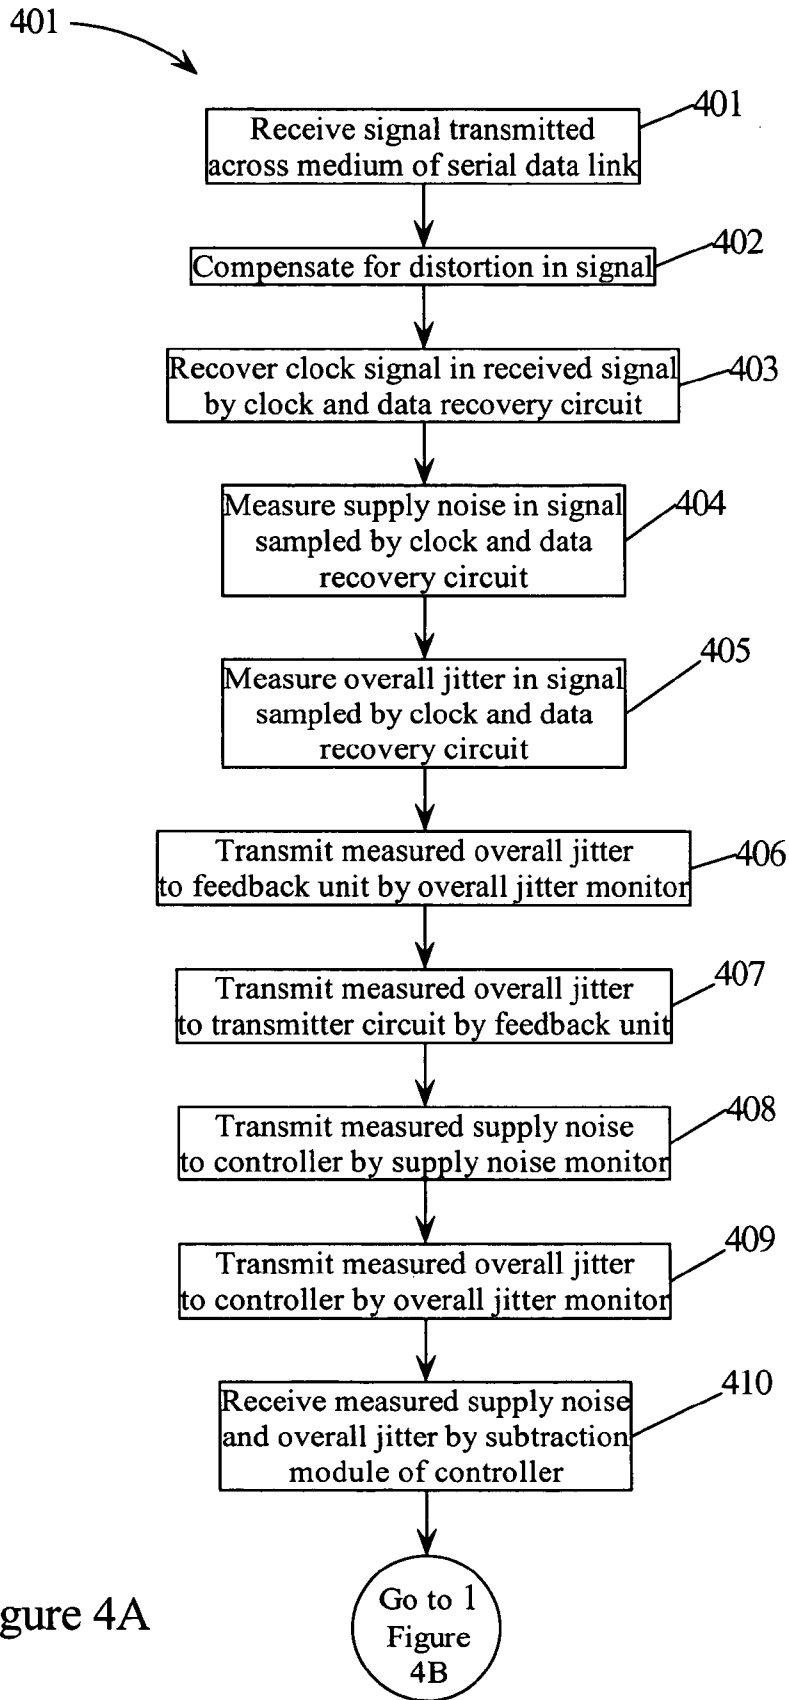 401
401
Receive signal transmitted
across medium of serial data link
402
Compensate for distortion in signal
Recover clock signal in received signal
by clock and data recovery circuit
403
Measure supply noise in signal
sampled by clock and data
recovery circuit
404
Measure overall jitter in signal
sampled by clock and data
recovery circuit
405
Transmit measured overall jitter
to feedback unit by overall jitter monitor
406
Transmit measured overall jitter
to transmitter circuit by feedback unit
407
Transmit measured supply noise
to controller by supply noise monitor
408
Transmit measured overall jitter
to controller by overall jitter monitor
409
Receive measured supply noise
and overall jitter by subtraction
module of controller
410
Go to 1
Figure
4B
gure 4A